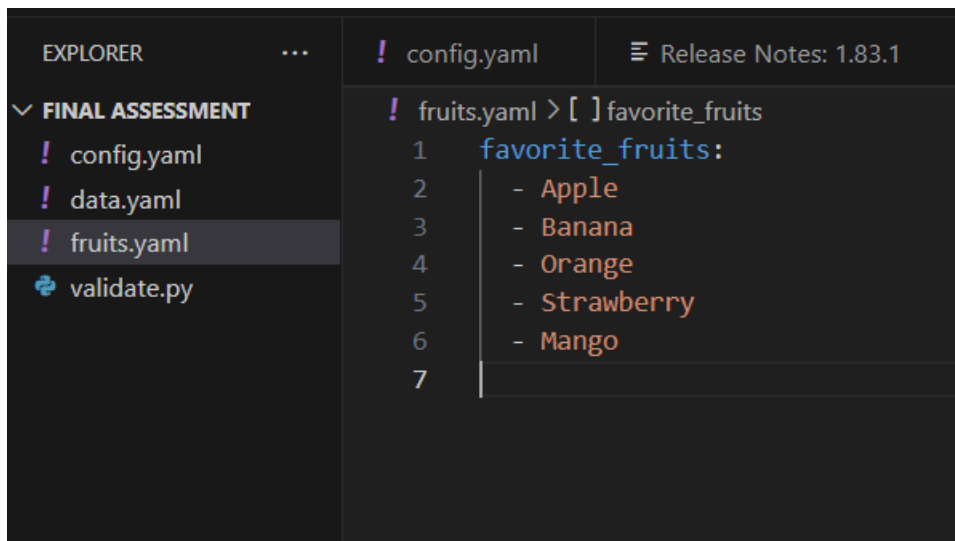 EXPLORER ...
FINAL ASSESSMENT
! config.yaml
! data.yaml
! fruits.yaml
validate.py
! config.yaml
Release Notes: 1.83.1
! fruits.yaml > [ ] favorite_fruits
1 favorite_fruits:
2 - Apple
3 - Banana
4 - Orange
5 - Strawberry
6 - Mango
7